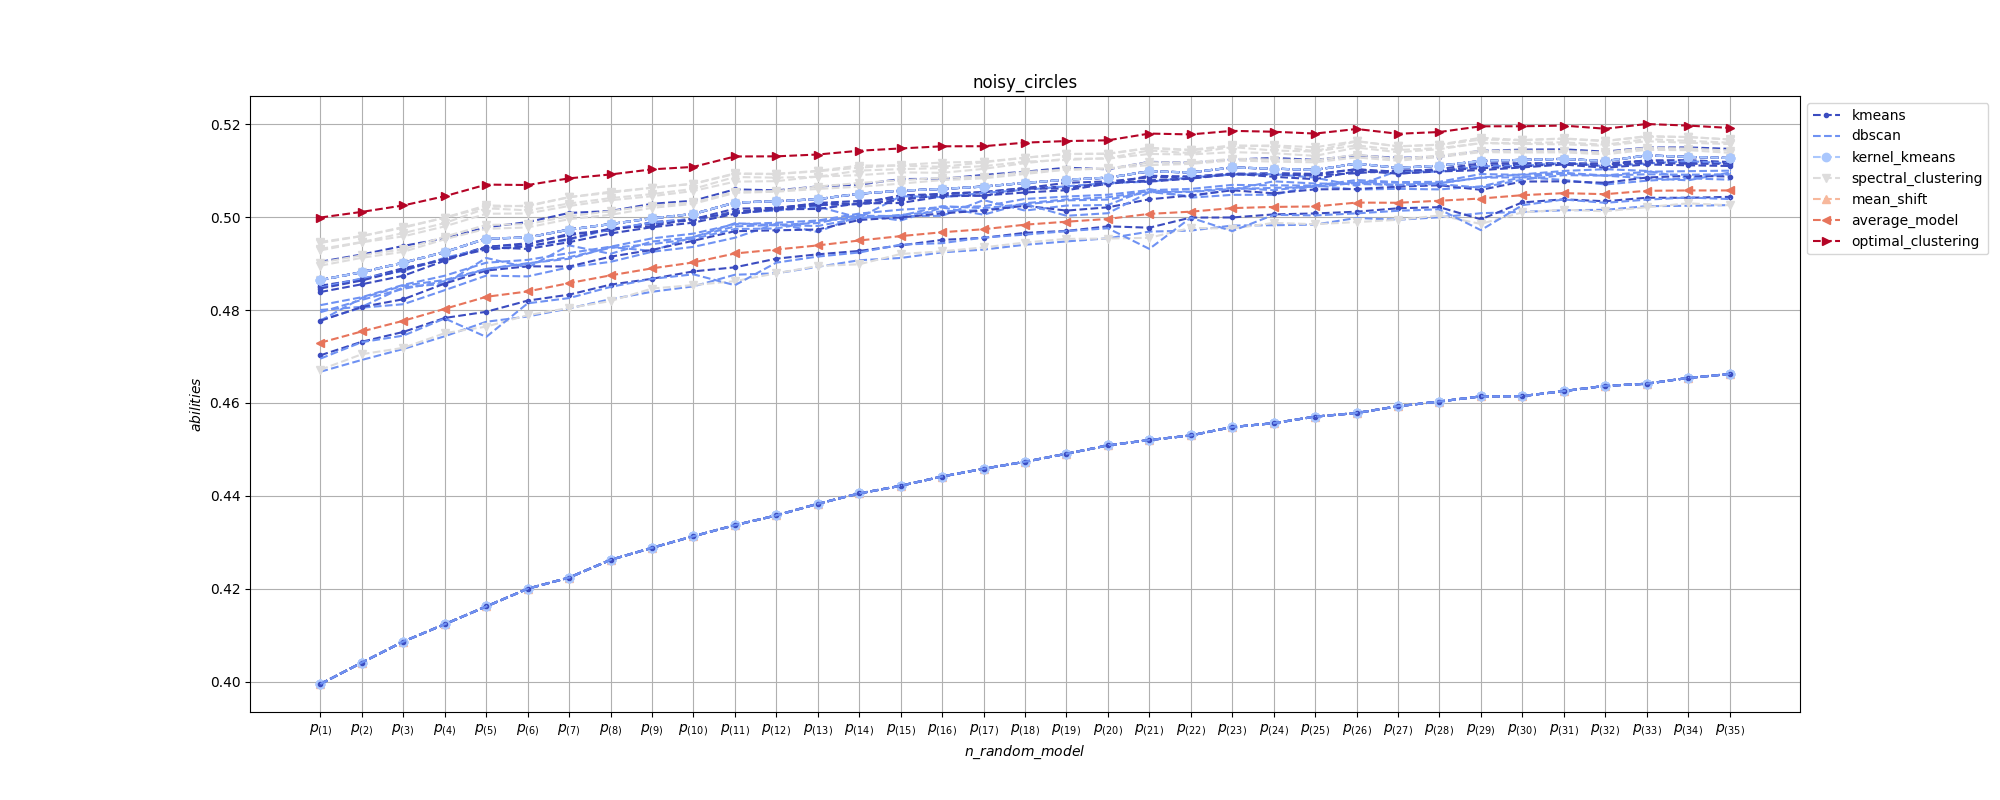 noisy_circles
0.52
0.50
0.48
0.46
0.44
0.42
0.40
abilities
p(1) p(2) p(3) p(4) p(5) p(6) p(7) p(8) p(9) p(10) p(11) p(12) p(13) p(14) p(15) p(16) p(17) p(18) p(19) p(20) p(21) p(22) p(23) p(24) p(25) p(26) p(27) p(28) p(29) p(30) p(31) p(32) p(33) p(34) p(35)
n_random_model
kmeans
dbscan
kernel_kmeans
spectral_clustering
mean_shift
average_model
optimal_clustering